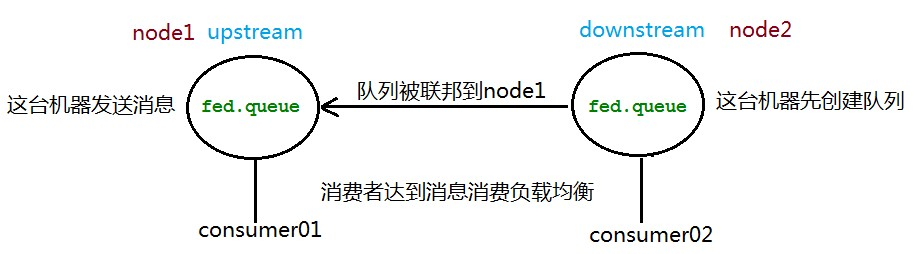 node1 upstream
downstream node2
这台机器发送消息
fed.queue
队列被联邦到node1
fed.queue
这台机器先创建队列
消费者达到消息消费负载均衡
consumer01
consumer02